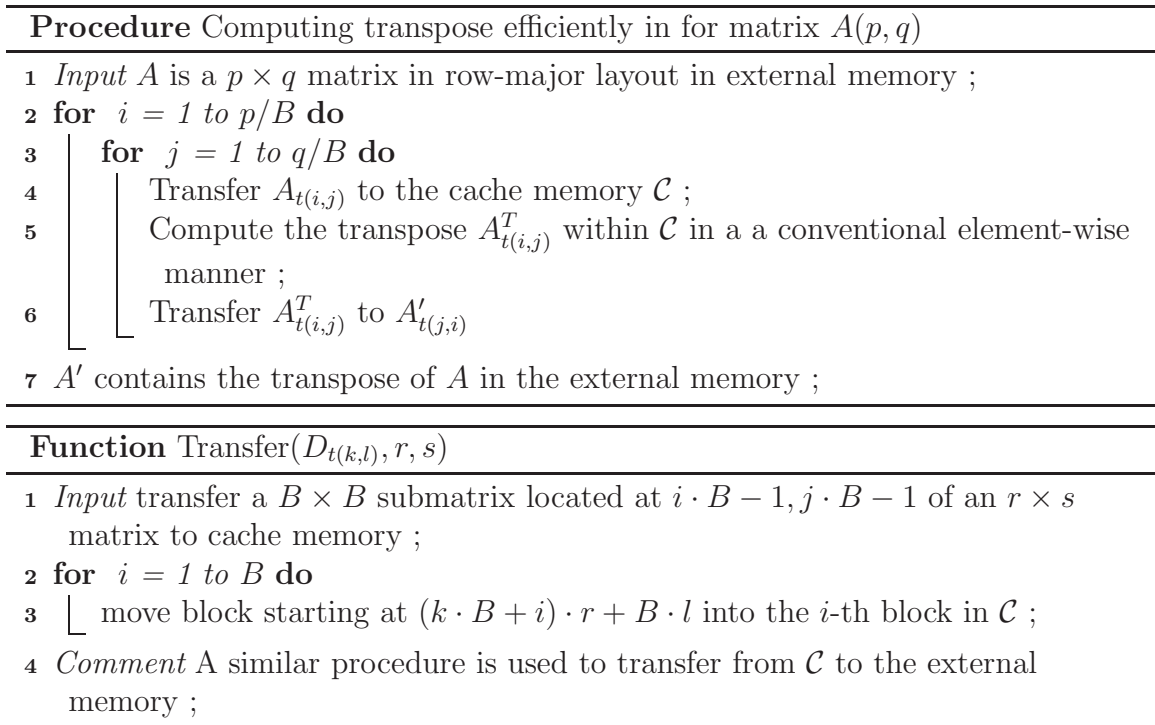 Procedure Computing transpose efficiently in for matrix A(p, q)
1 Input A is a p × q matrix in row-major layout in external memory ;
2 for i = 1 to p/B do
3 for j = 1 to q/B do
4 Transfer A_{t(i,j)} to the cache memory 𝒞 ;
5 Compute the transpose A^T_{t(i,j)} within 𝒞 in a a conventional element-wise
manner ;
6 Transfer A^T_{t(i,j)} to A′_{t(j,i)}
7 A′ contains the transpose of A in the external memory ;
Function Transfer(D_{t(k,l)}, r, s)
1 Input transfer a B × B submatrix located at i · B − 1, j · B − 1 of an r × s
matrix to cache memory ;
2 for i = 1 to B do
3 move block starting at (k · B + i) · r + B · l into the i-th block in 𝒞 ;
4 Comment A similar procedure is used to transfer from 𝒞 to the external
memory ;